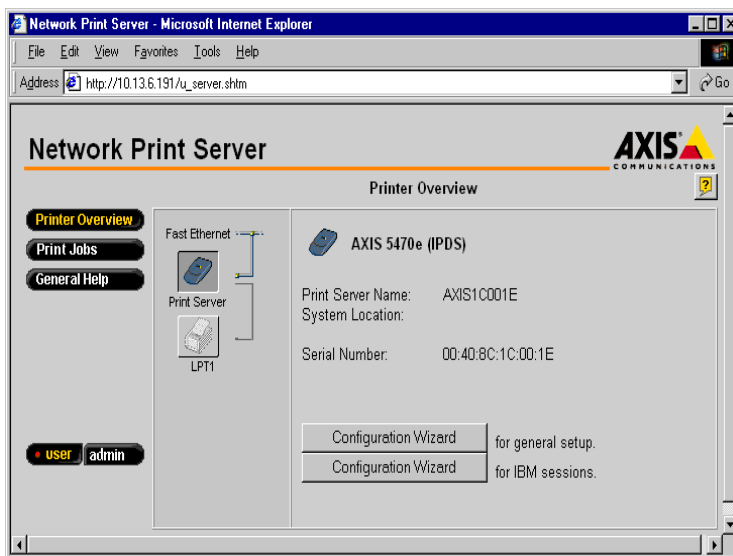 Network Print Server - Microsoft Internet Explorer
File Edit View Favorites Tools Help
Address http://10.13.6.191/u_server.shtm Go
Network Print Server
AXIS
COMMUNICATIONS
Printer Overview
?
Printer Overview
Print Jobs
General Help
Fast Ethernet
Print Server
LPT1
AXIS 5470e (IPDS)
Print Server Name: AXIS1C001E
System Location:
Serial Number: 00:40:8C:1C:00:1E
Configuration Wizard for general setup.
Configuration Wizard for IBM sessions.
user admin